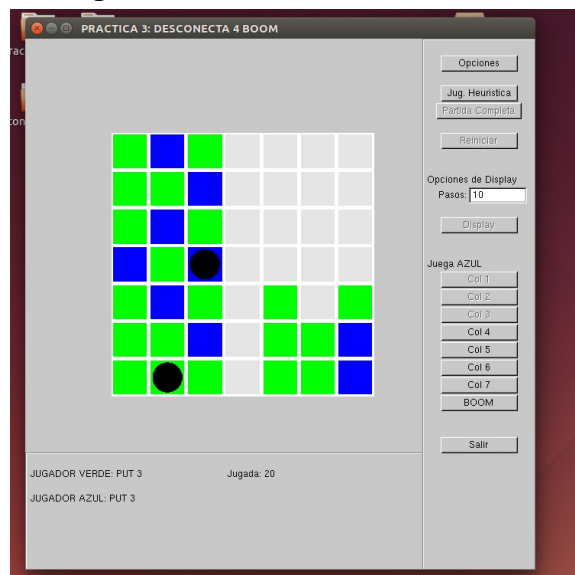 PRACTICA 3: DESCONECTA 4 BOOM
rac
con
Opciones
Jug. Heuristica
Partida Completa
Reiniciar
Opciones de Display
Pasos: 10
Display
Juega AZUL
Col 1
Col 2
Col 3
Col 4
Col 5
Col 6
Col 7
BOOM
Salir
JUGADOR VERDE: PUT 3 Jugada: 20
JUGADOR AZUL: PUT 3